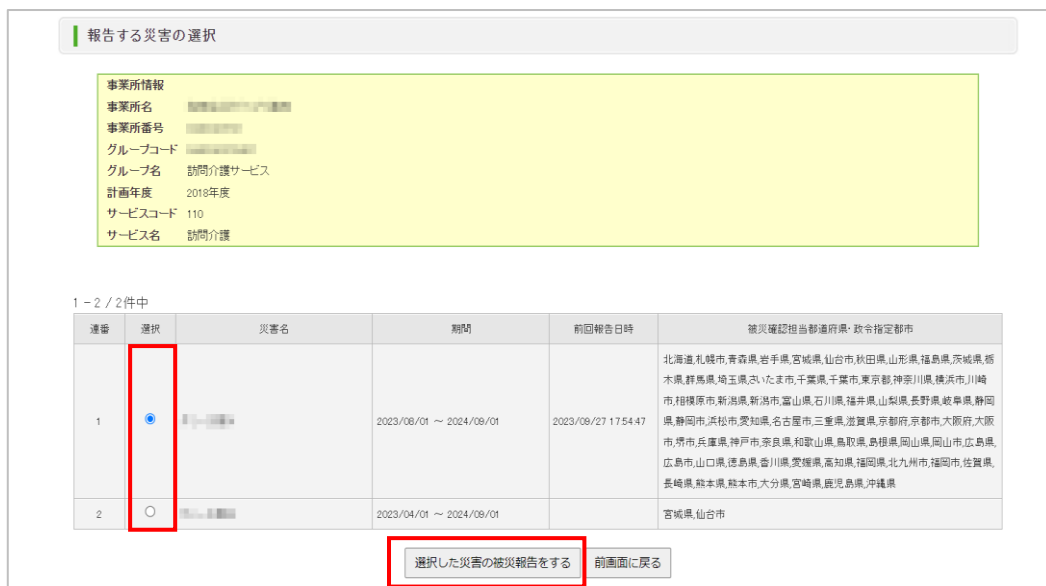 報告する災害の選択
事業所情報
事業所名
事業所番号
グループコード
グループ名 訪問介護サービス
計画年度 2018年度
サービスコード 110
サービス名 訪問介護
1 - 2 / 2件中
連番 選択 災害名 期間 前回報告日時 被災確認担当都道府県・政令指定都市
北海道,札幌市,青森県,岩手県,宮城県,仙台市,秋田県,山形県,福島県,茨城県,栃
木県,群馬県,埼玉県,さいたま市,千葉県,千葉市,東京都,神奈川県,横浜市,川崎
市,相模原市,新潟県,新潟市,富山県,石川県,福井県,山梨県,長野県,岐阜県,静岡
1 2023/08/01 ～ 2024/09/01 2023/09/27 17:54:47 県,静岡市,浜松市,愛知県,名古屋市,三重県,滋賀県,京都府,京都市,大阪府,大阪
市,堺市,兵庫県,神戸市,奈良県,和歌山県,鳥取県,島根県,岡山県,岡山市,広島県,
広島市,山口県,徳島県,香川県,愛媛県,高知県,福岡県,北九州市,福岡市,佐賀県,
長崎県,熊本県,熊本市,大分県,宮崎県,鹿児島県,沖縄県
2 2023/04/01 ～ 2024/09/01 宮城県,仙台市
選択した災害の被災報告をする 前画面に戻る